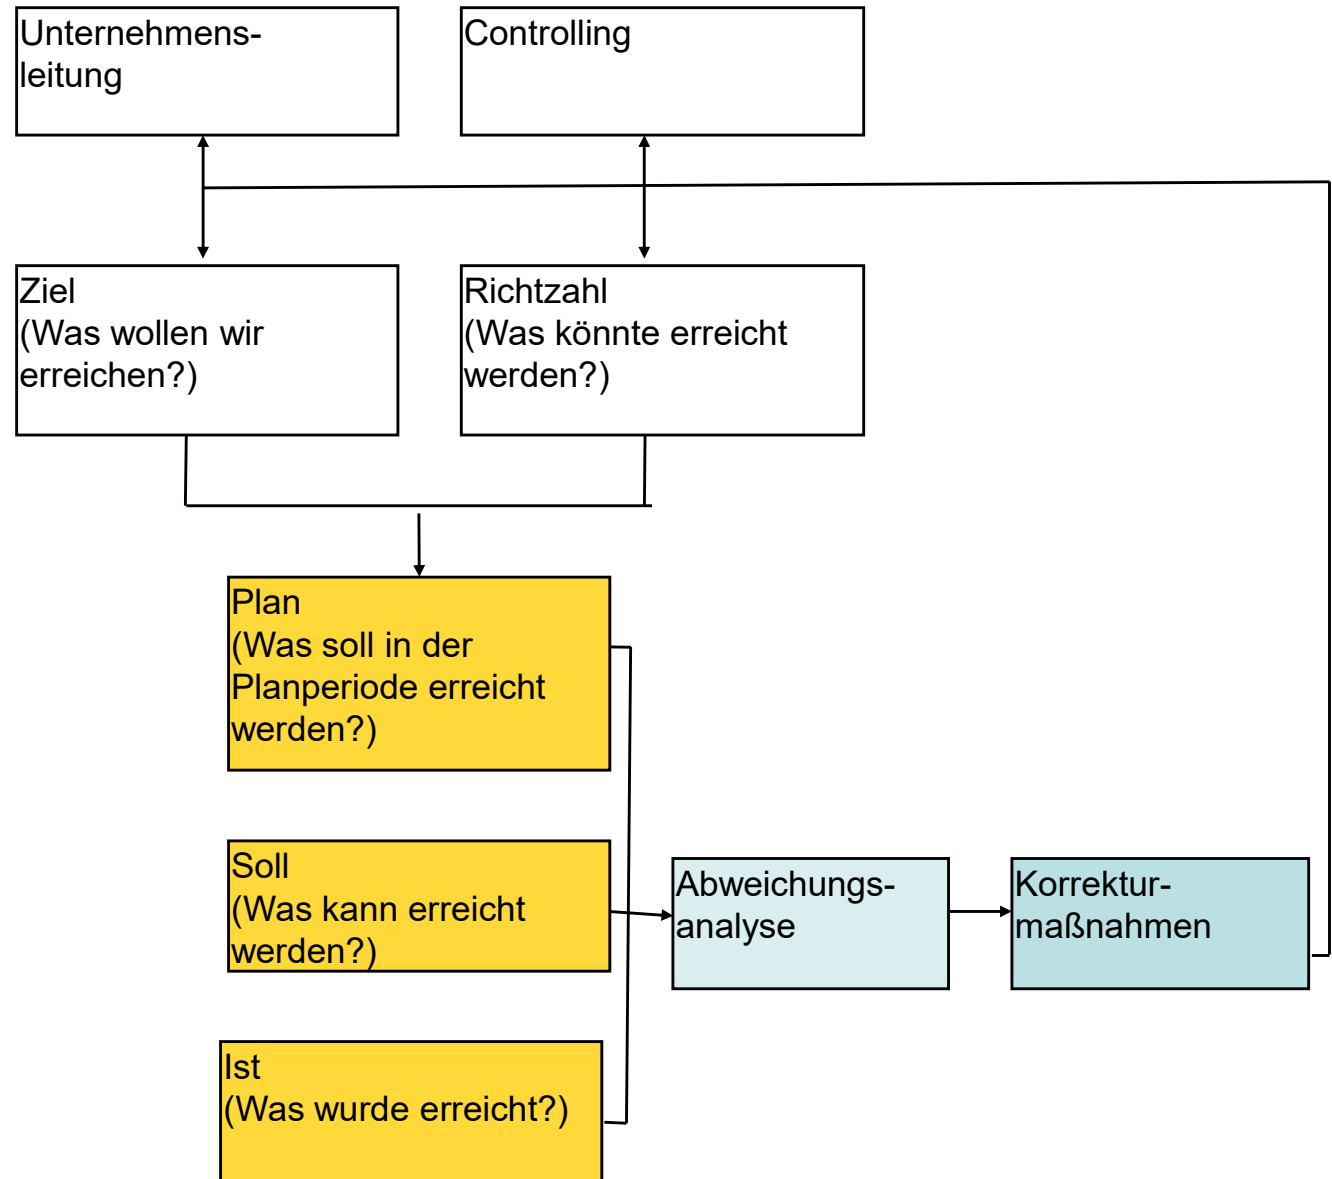 Unternehmens-
leitung
Controlling
Ziel
(Was wollen wir
erreichen?)
Richtzahl
(Was könnte erreicht
werden?)
Plan
(Was soll in der
Planperiode erreicht
werden?)
Soll
(Was kann erreicht
werden?)
Abweichungs-
analyse
Korrektur-
maßnahmen
Ist
(Was wurde erreicht?)